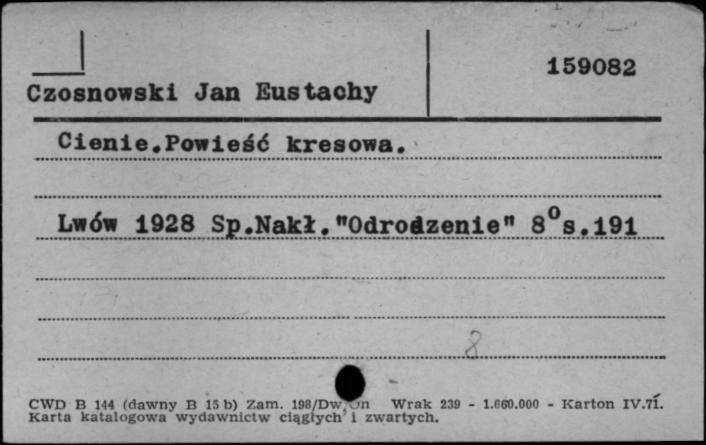 159082
Czosnowski Jan Eustachy
Cienie.Powieść kresowa.
Lwów 1928 Sp.Nakł."Odrodzenie" 8° s.191
8
CWD B 144 (dawny B 15 b) Zam. 198/Dw Wrak 239 - 1.660.000 - Karton IV.71.
Karta katalogowa wydawnictw ciągłych i zwartych.